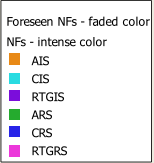 Foreseen NFs - faded color
NFs - intense color
AIS
CIS
RTGIS
ARS
CRS
RTGRS